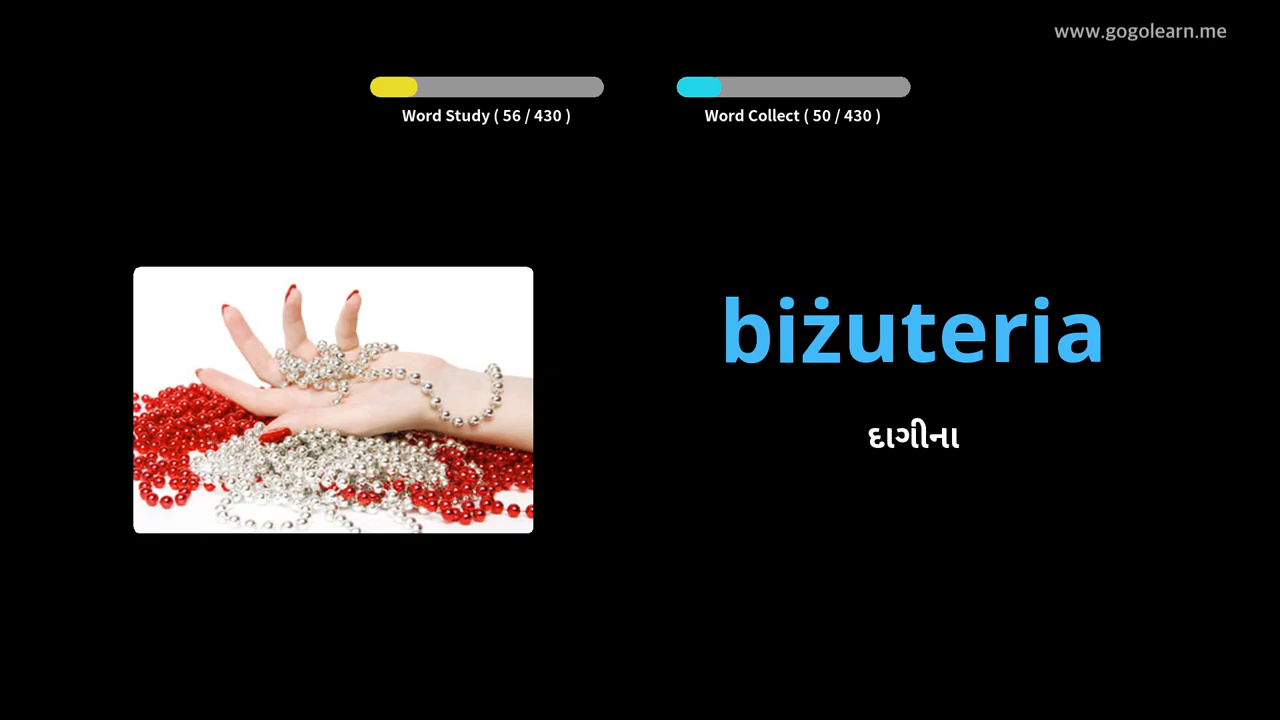 www.gogolearn.me
Word Study ( 56 / 430 )
Word Collect ( 50 / 430 )
biżuteria
દાગીના